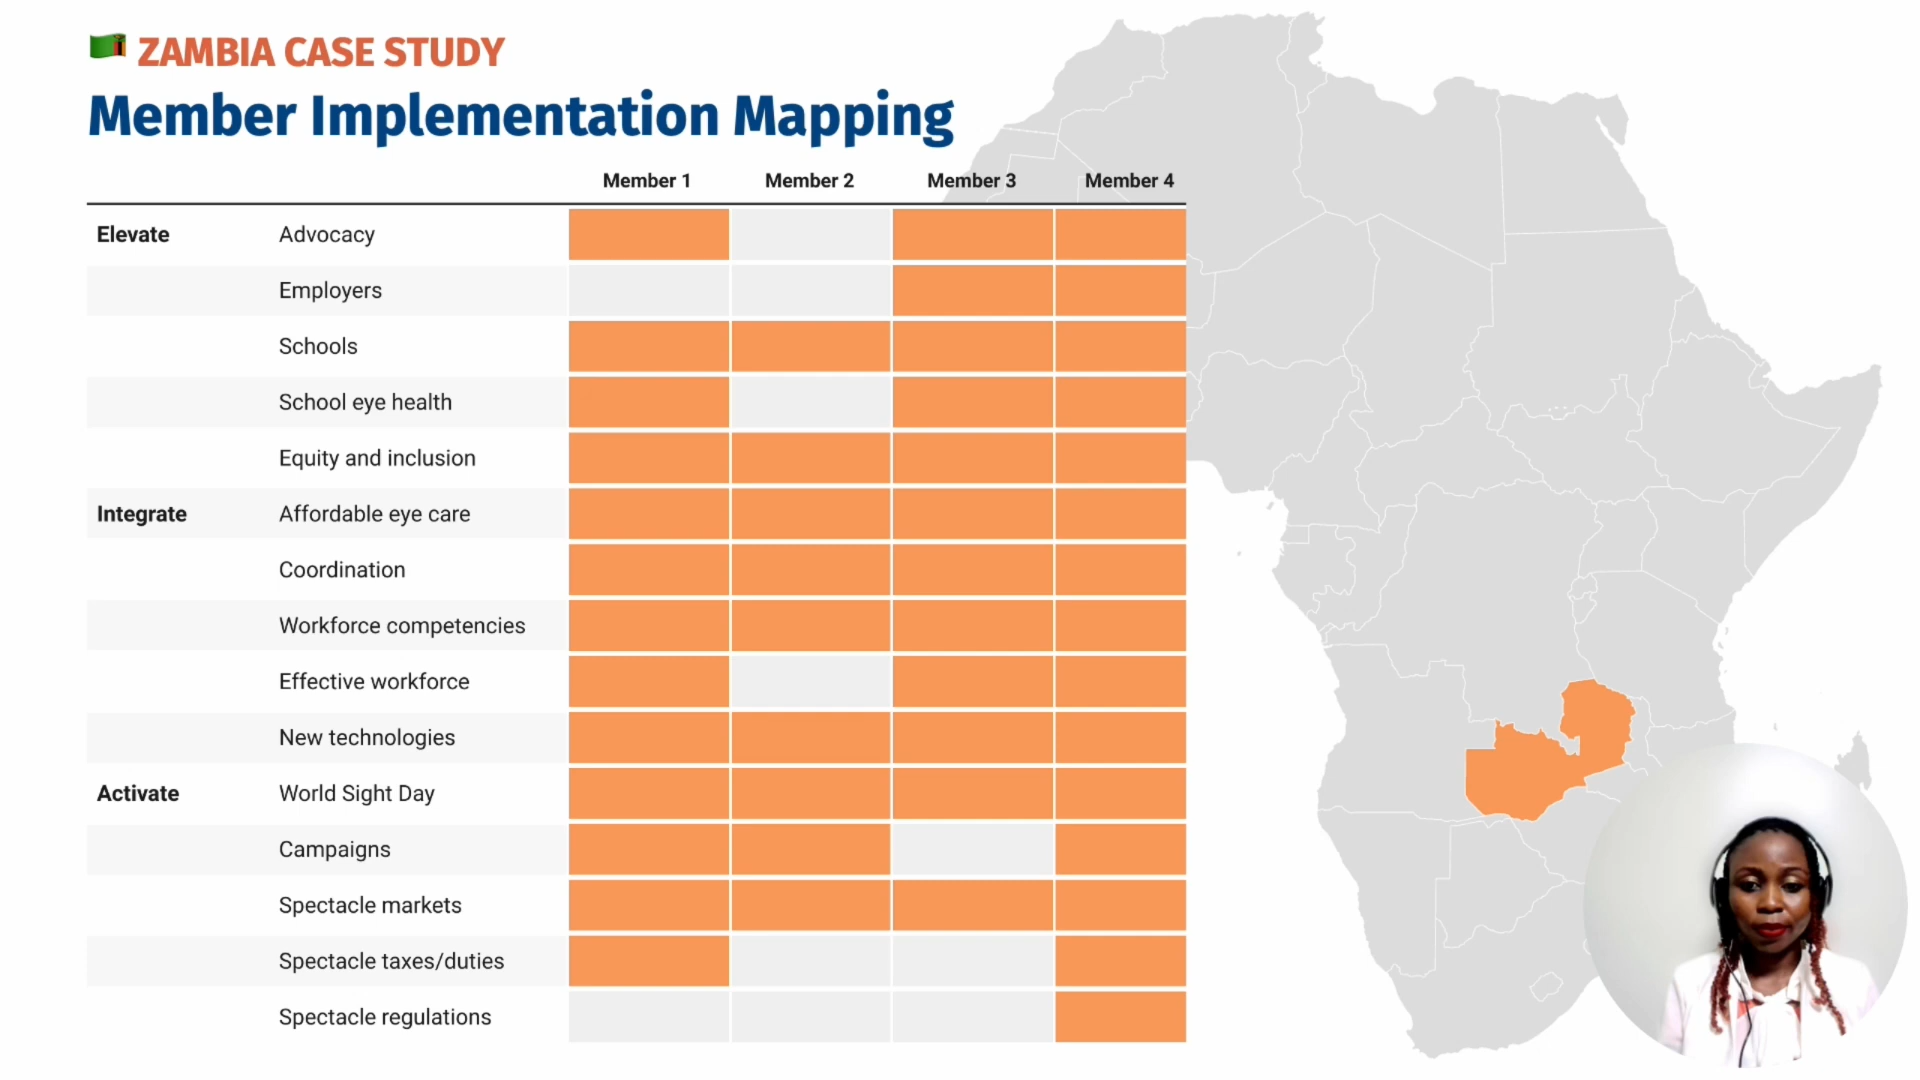 ZAMBIA CASE STUDY
Member Implementation Mapping
Member 1 Member 2 Member 3 Member 4
Elevate Advocacy
Employers
Schools
School eye health
Equity and inclusion
Integrate Affordable eye care
Coordination
Workforce competencies
Effective workforce
New technologies
Activate World Sight Day
Campaigns
Spectacle markets
Spectacle taxes/duties
Spectacle regulations